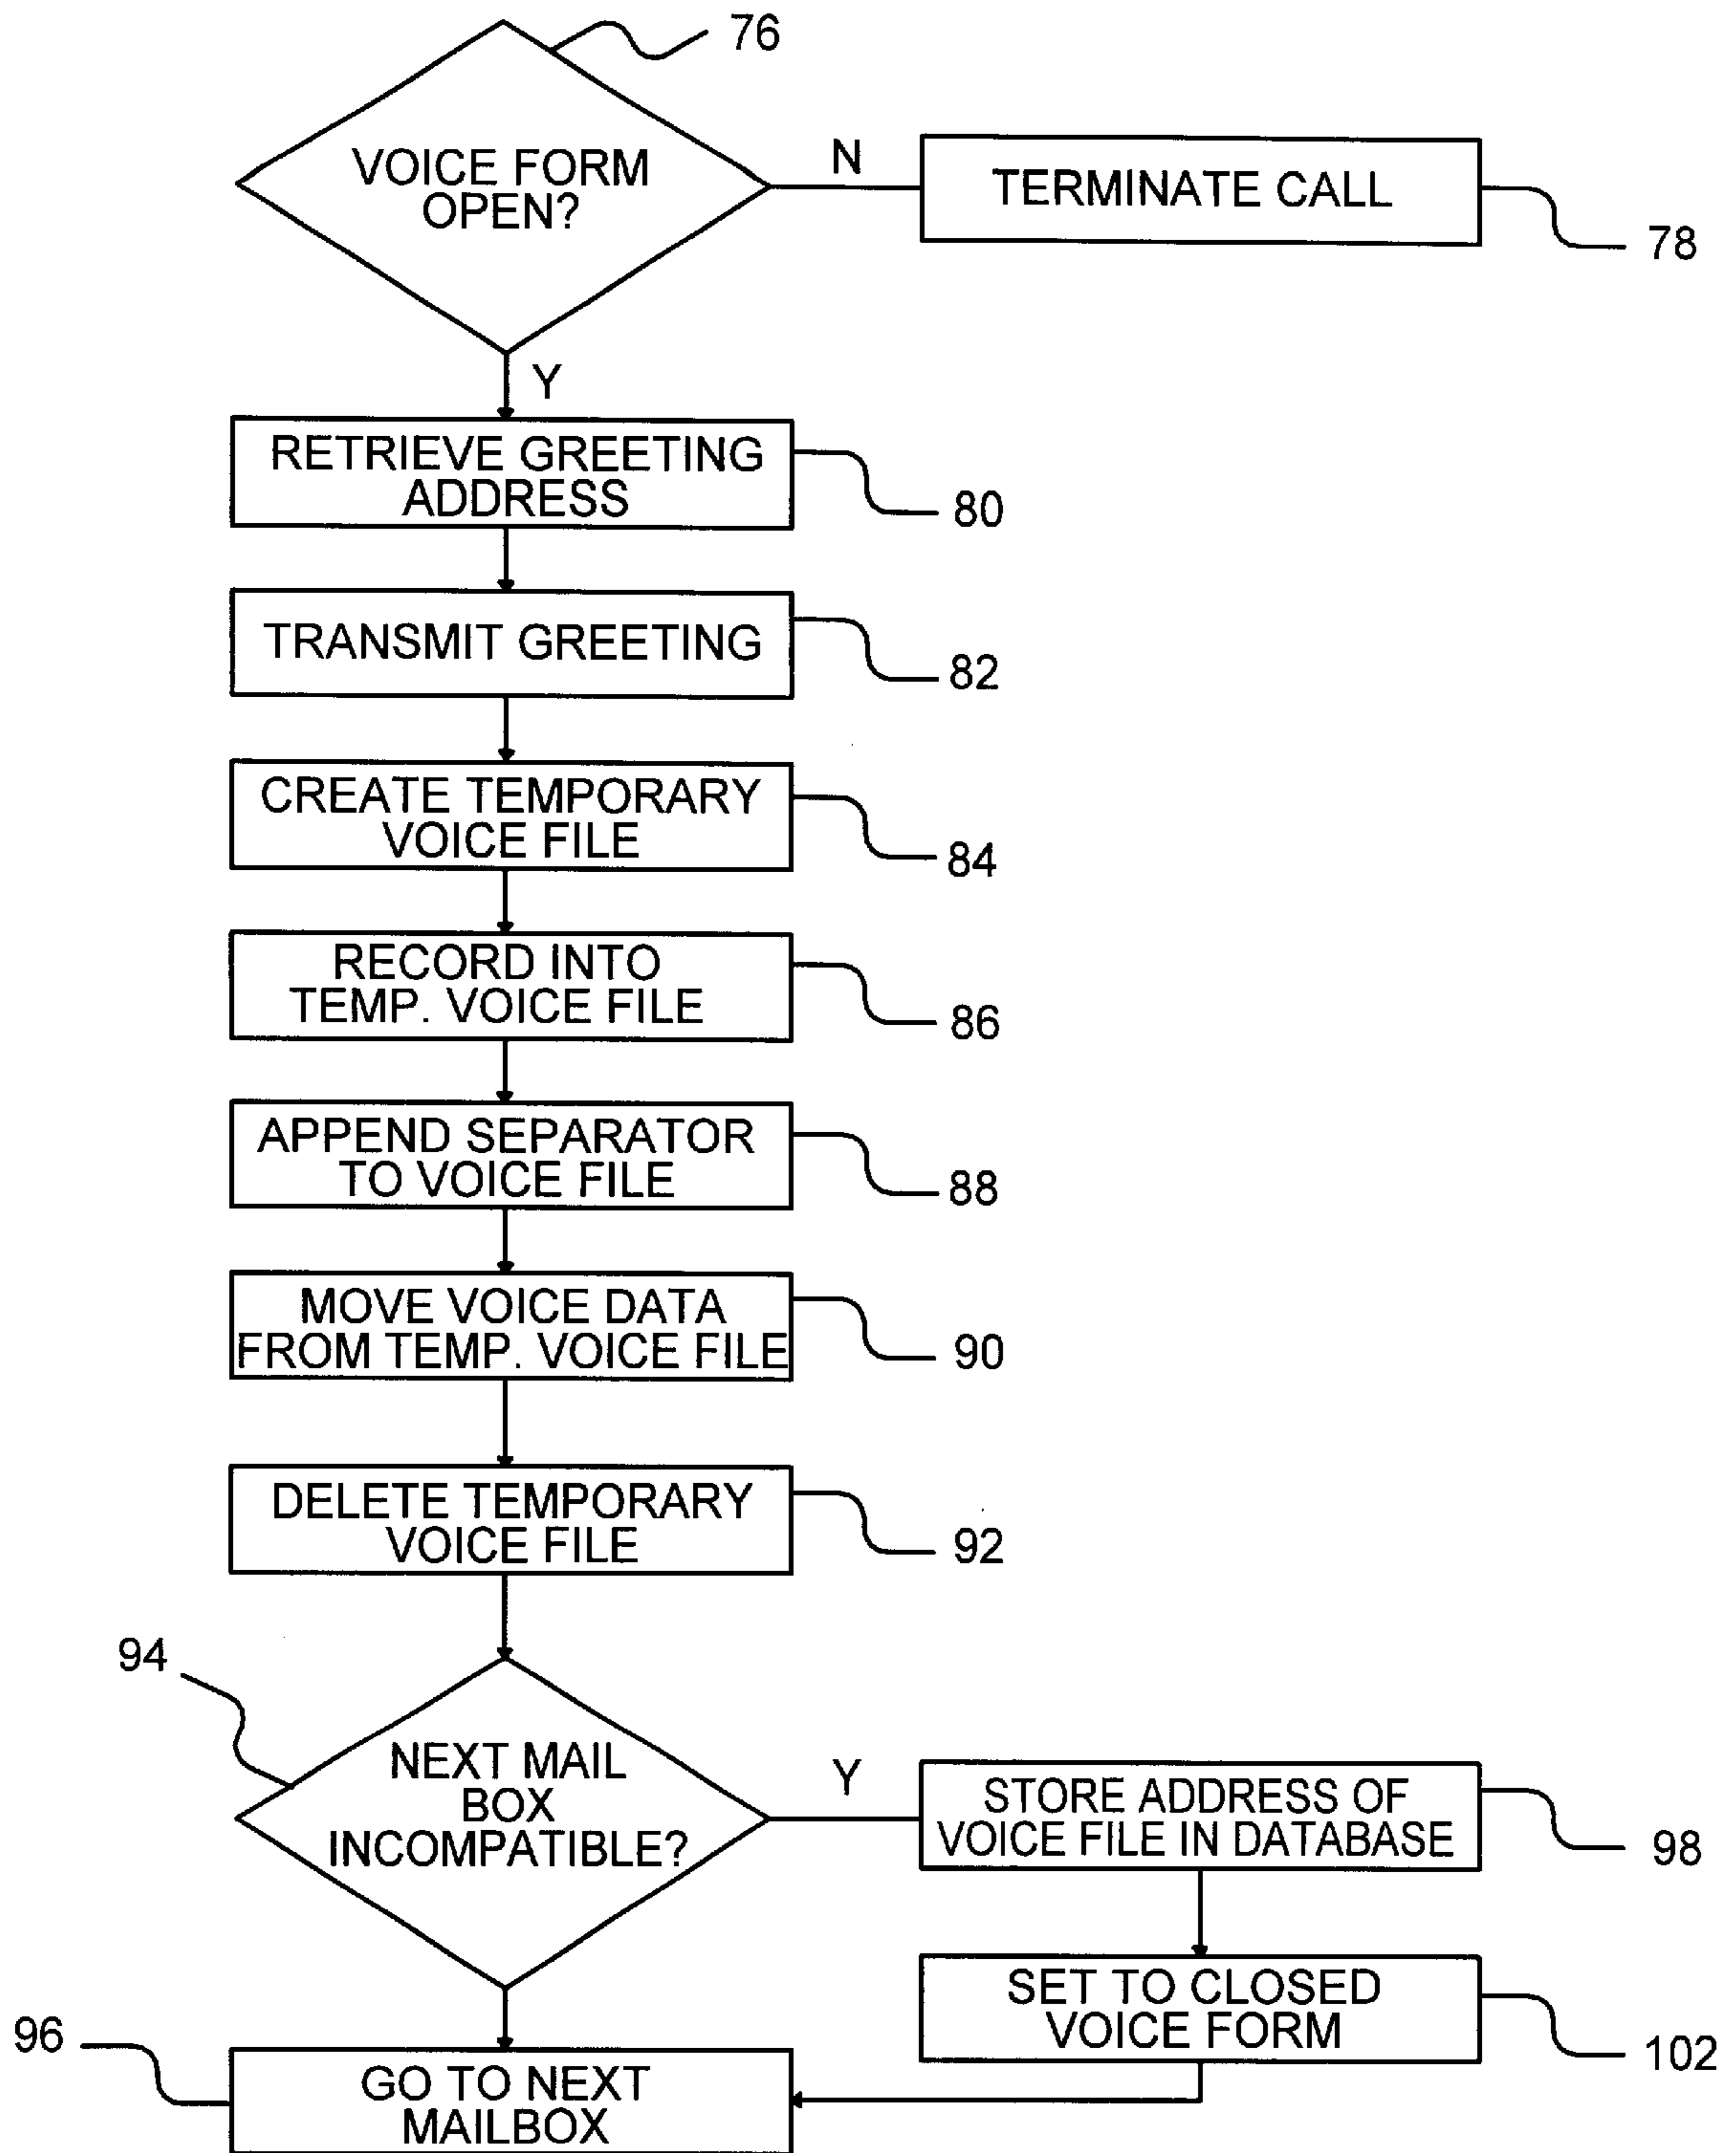 76
VOICE FORM
OPEN?
N
TERMINATE CALL
78
Y
RETRIEVE GREETING
ADDRESS
80
TRANSMIT GREETING
82
CREATE TEMPORARY
VOICE FILE
84
RECORD INTO
TEMP. VOICE FILE
86
APPEND SEPARATOR
TO VOICE FILE
88
MOVE VOICE DATA
FROM TEMP. VOICE FILE
90
DELETE TEMPORARY
VOICE FILE
92
94
NEXT MAIL
BOX
INCOMPATIBLE?
Y
STORE ADDRESS OF
VOICE FILE IN DATABASE
98
SET TO CLOSED
VOICE FORM
102
96
GO TO NEXT
MAILBOX